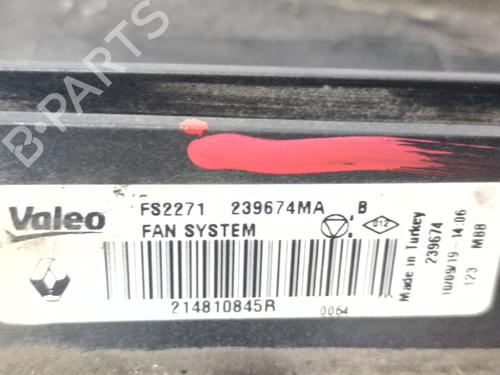 Valeo
FS2271 239674MA B
FAN SYSTEM
012
214810845R
0064
Made in Turkey
239674
10/09/19-14:06
123 M88
B-PARTS